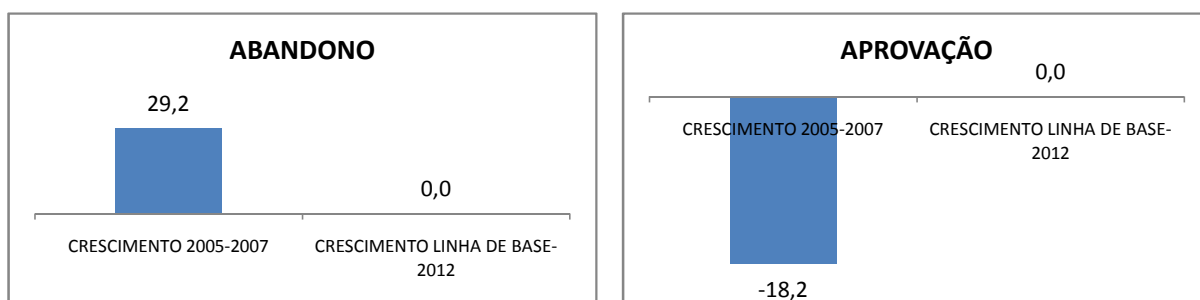 ABANDONO
29,2
0,0
CRESCIMENTO 2005-2007
CRESCIMENTO LINHA DE BASE-
2012
APROVAÇÃO
0,0
CRESCIMENTO 2005-2007
CRESCIMENTO LINHA DE BASE-
2012
-18,2